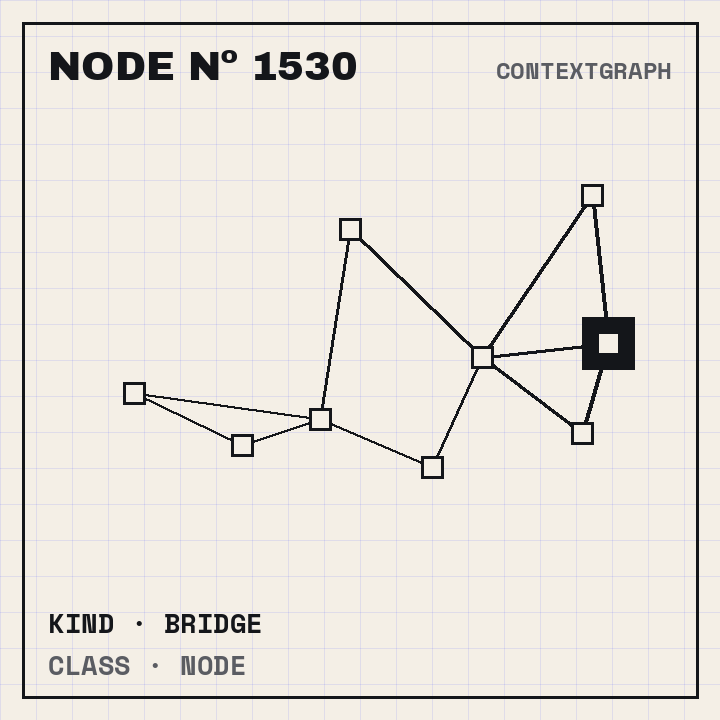 NODE Nº 1530
CONTEXTGRAPH
KIND · BRIDGE
CLASS · NODE